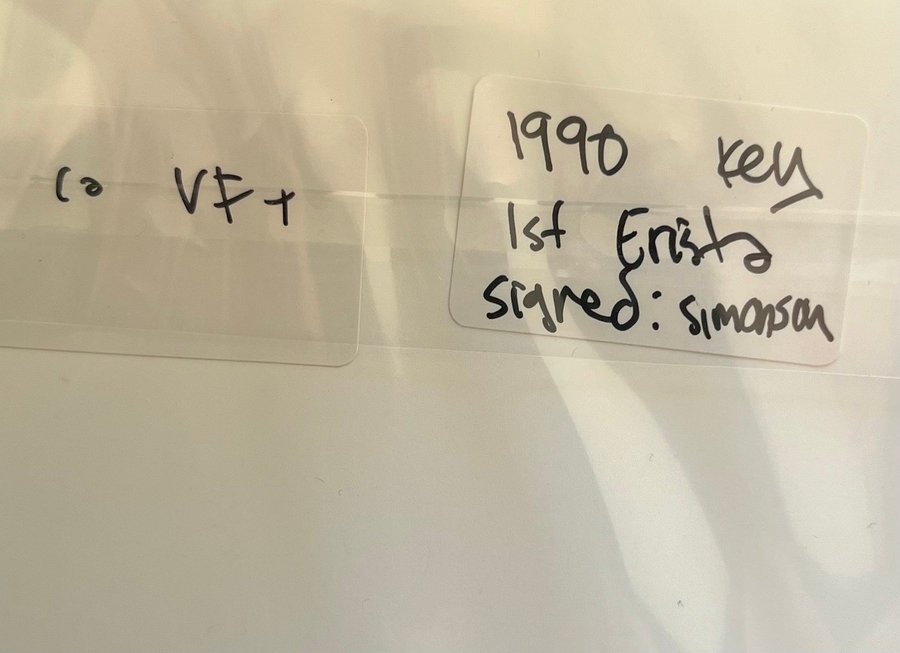 VF+
1990 Key
1st Erista
signed: simonson